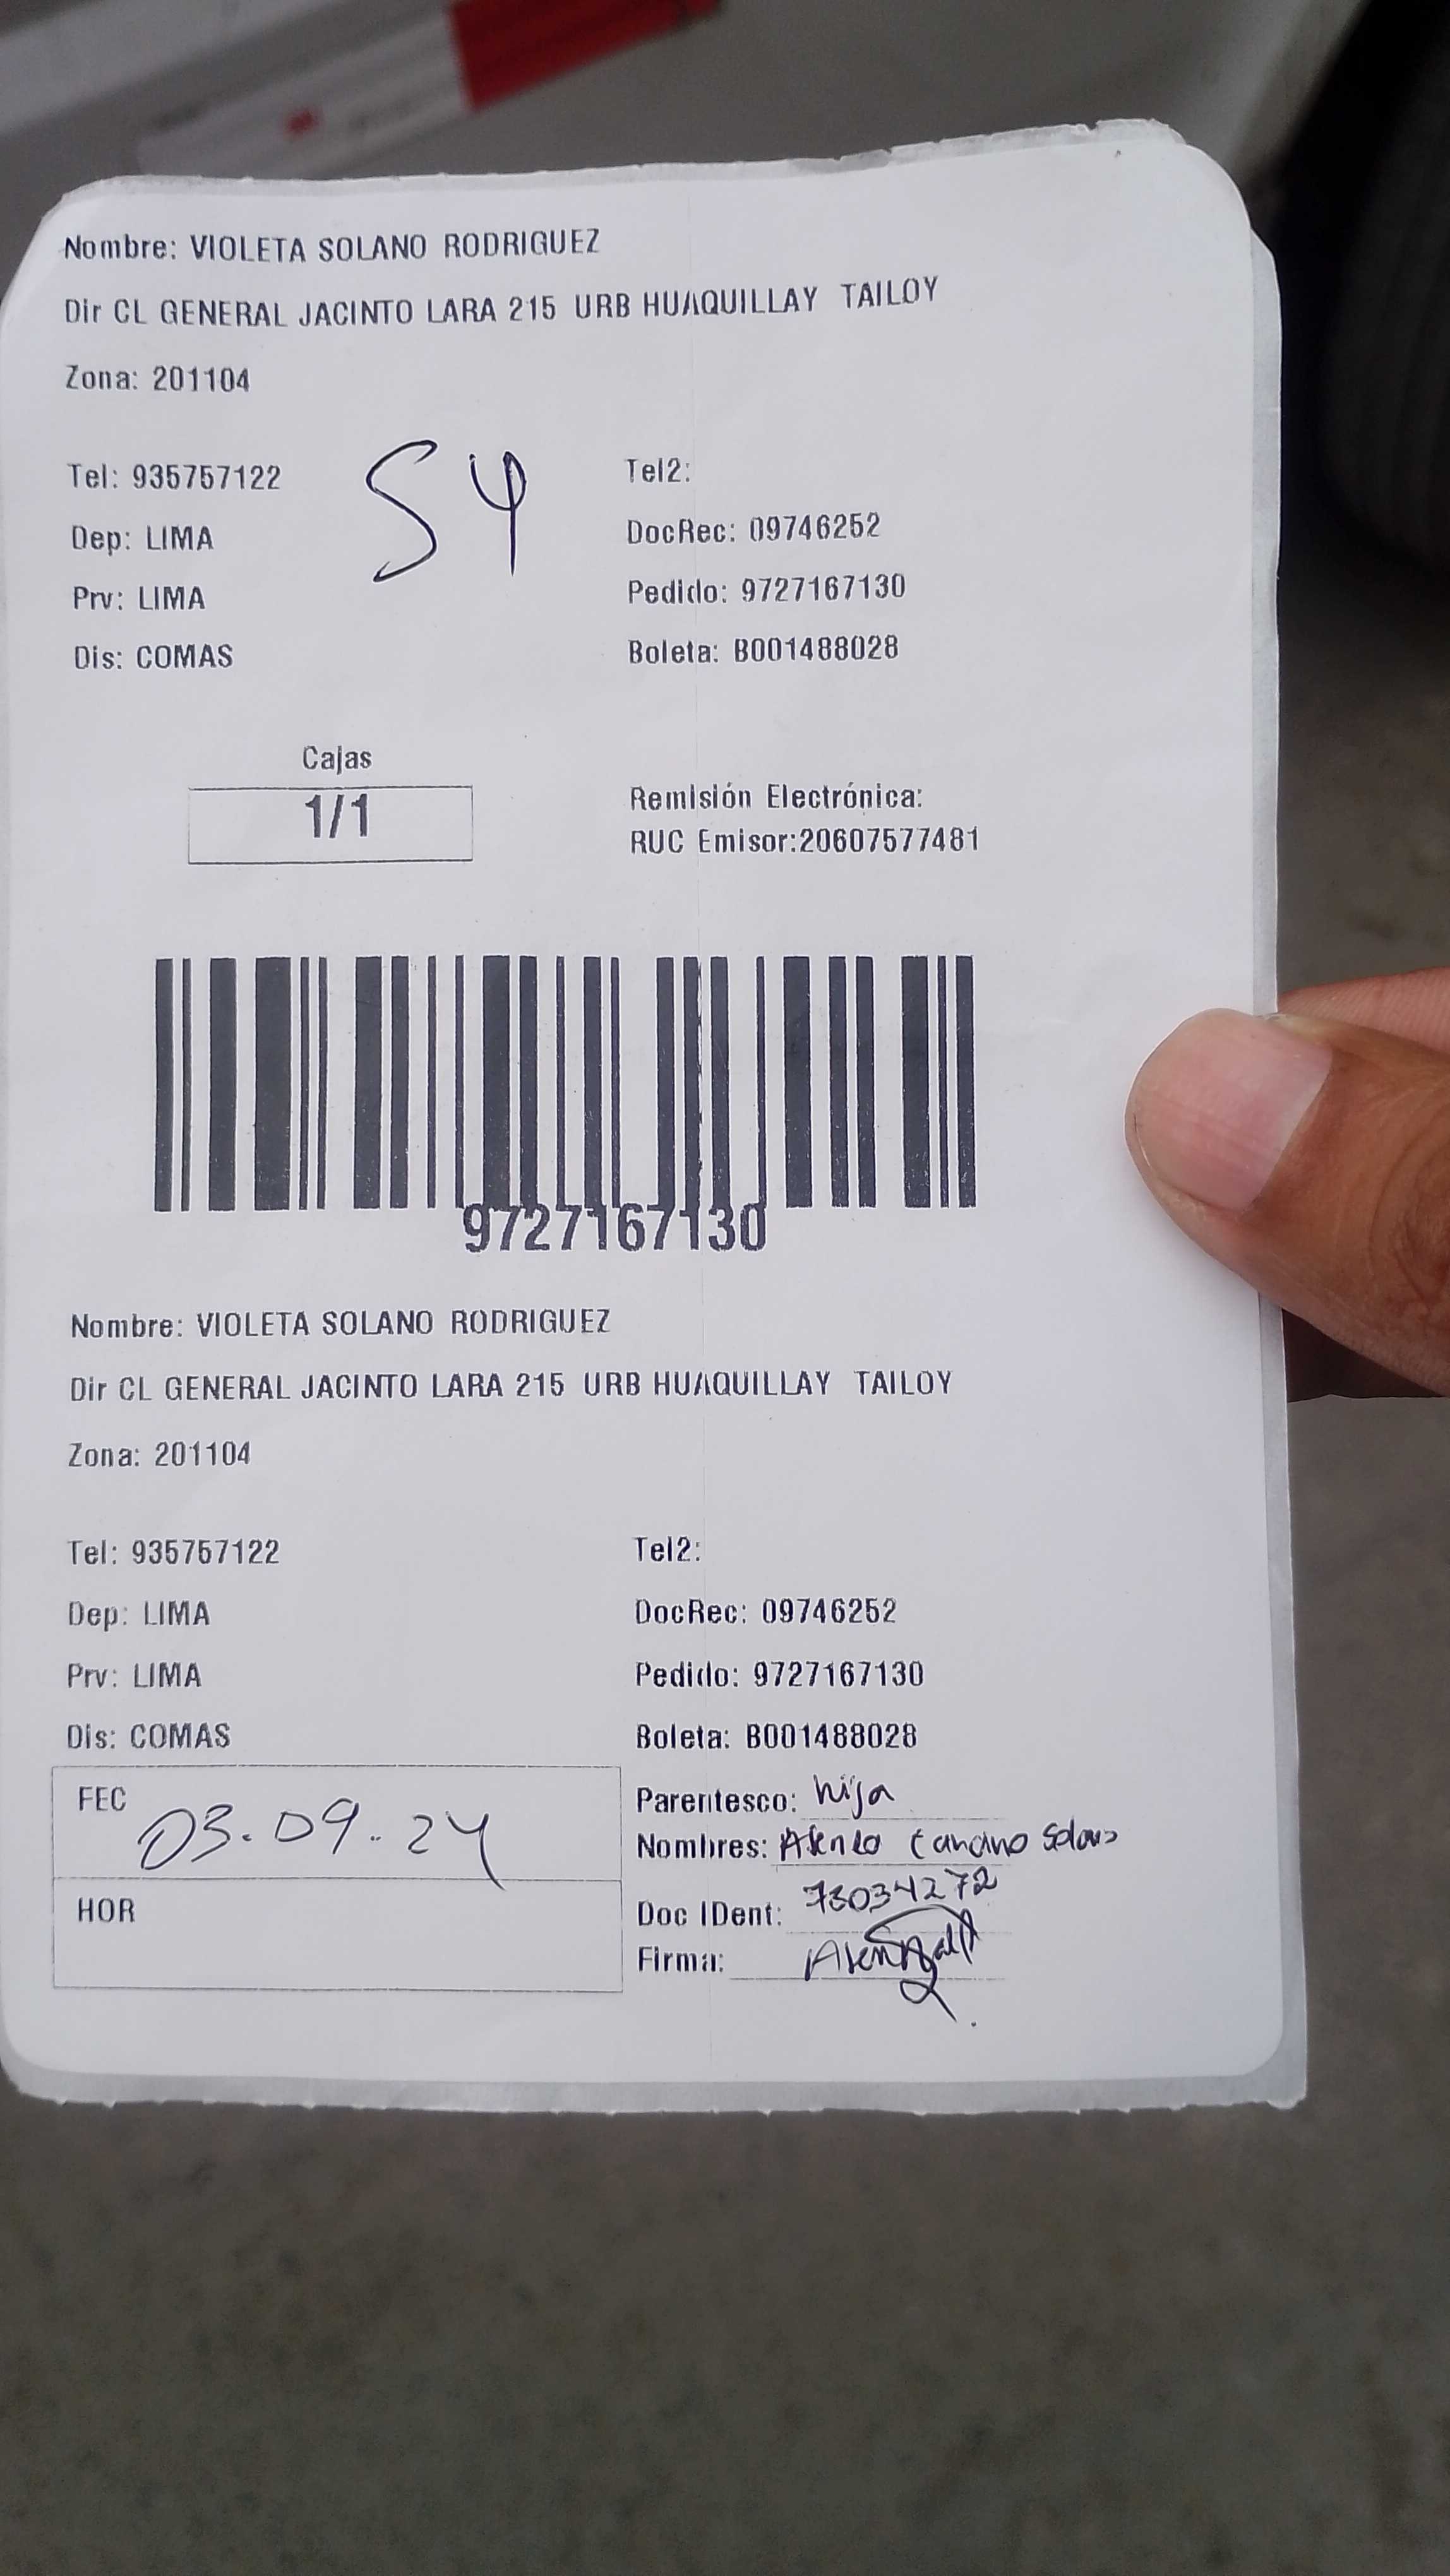 Nombre: VIOLETA SOLANO RODRIGUEZ
Dir CL GENERAL JACINTO LARA 215 URB HUAQUILLAY TAILOY
Zona: 201104
54
Tel: 935757122 Tel2:
Dep: LIMA DocRec: 09746252
Prv: LIMA Pedido: 9727167130
Dis: COMAS Boleta: B001488028
Cajas
1/1
Remisión Electrónica:
RUC Emisor:20607577481
9727167130
Nombre: VIOLETA SOLANO RODRIGUEZ
Dir CL GENERAL JACINTO LARA 215 URB HUAQUILLAY TAILOY
Zona: 201104
Tel: 935757122 Tel2:
Dep: LIMA DocRec: 09746252
Prv: LIMA Pedido: 9727167130
Dis: COMAS Boleta: B001488028
FEC 03.09.24
HOR
Parentesco: hija
Nombres: Cancino Solano
Doc IDent: 73034272
Firma: